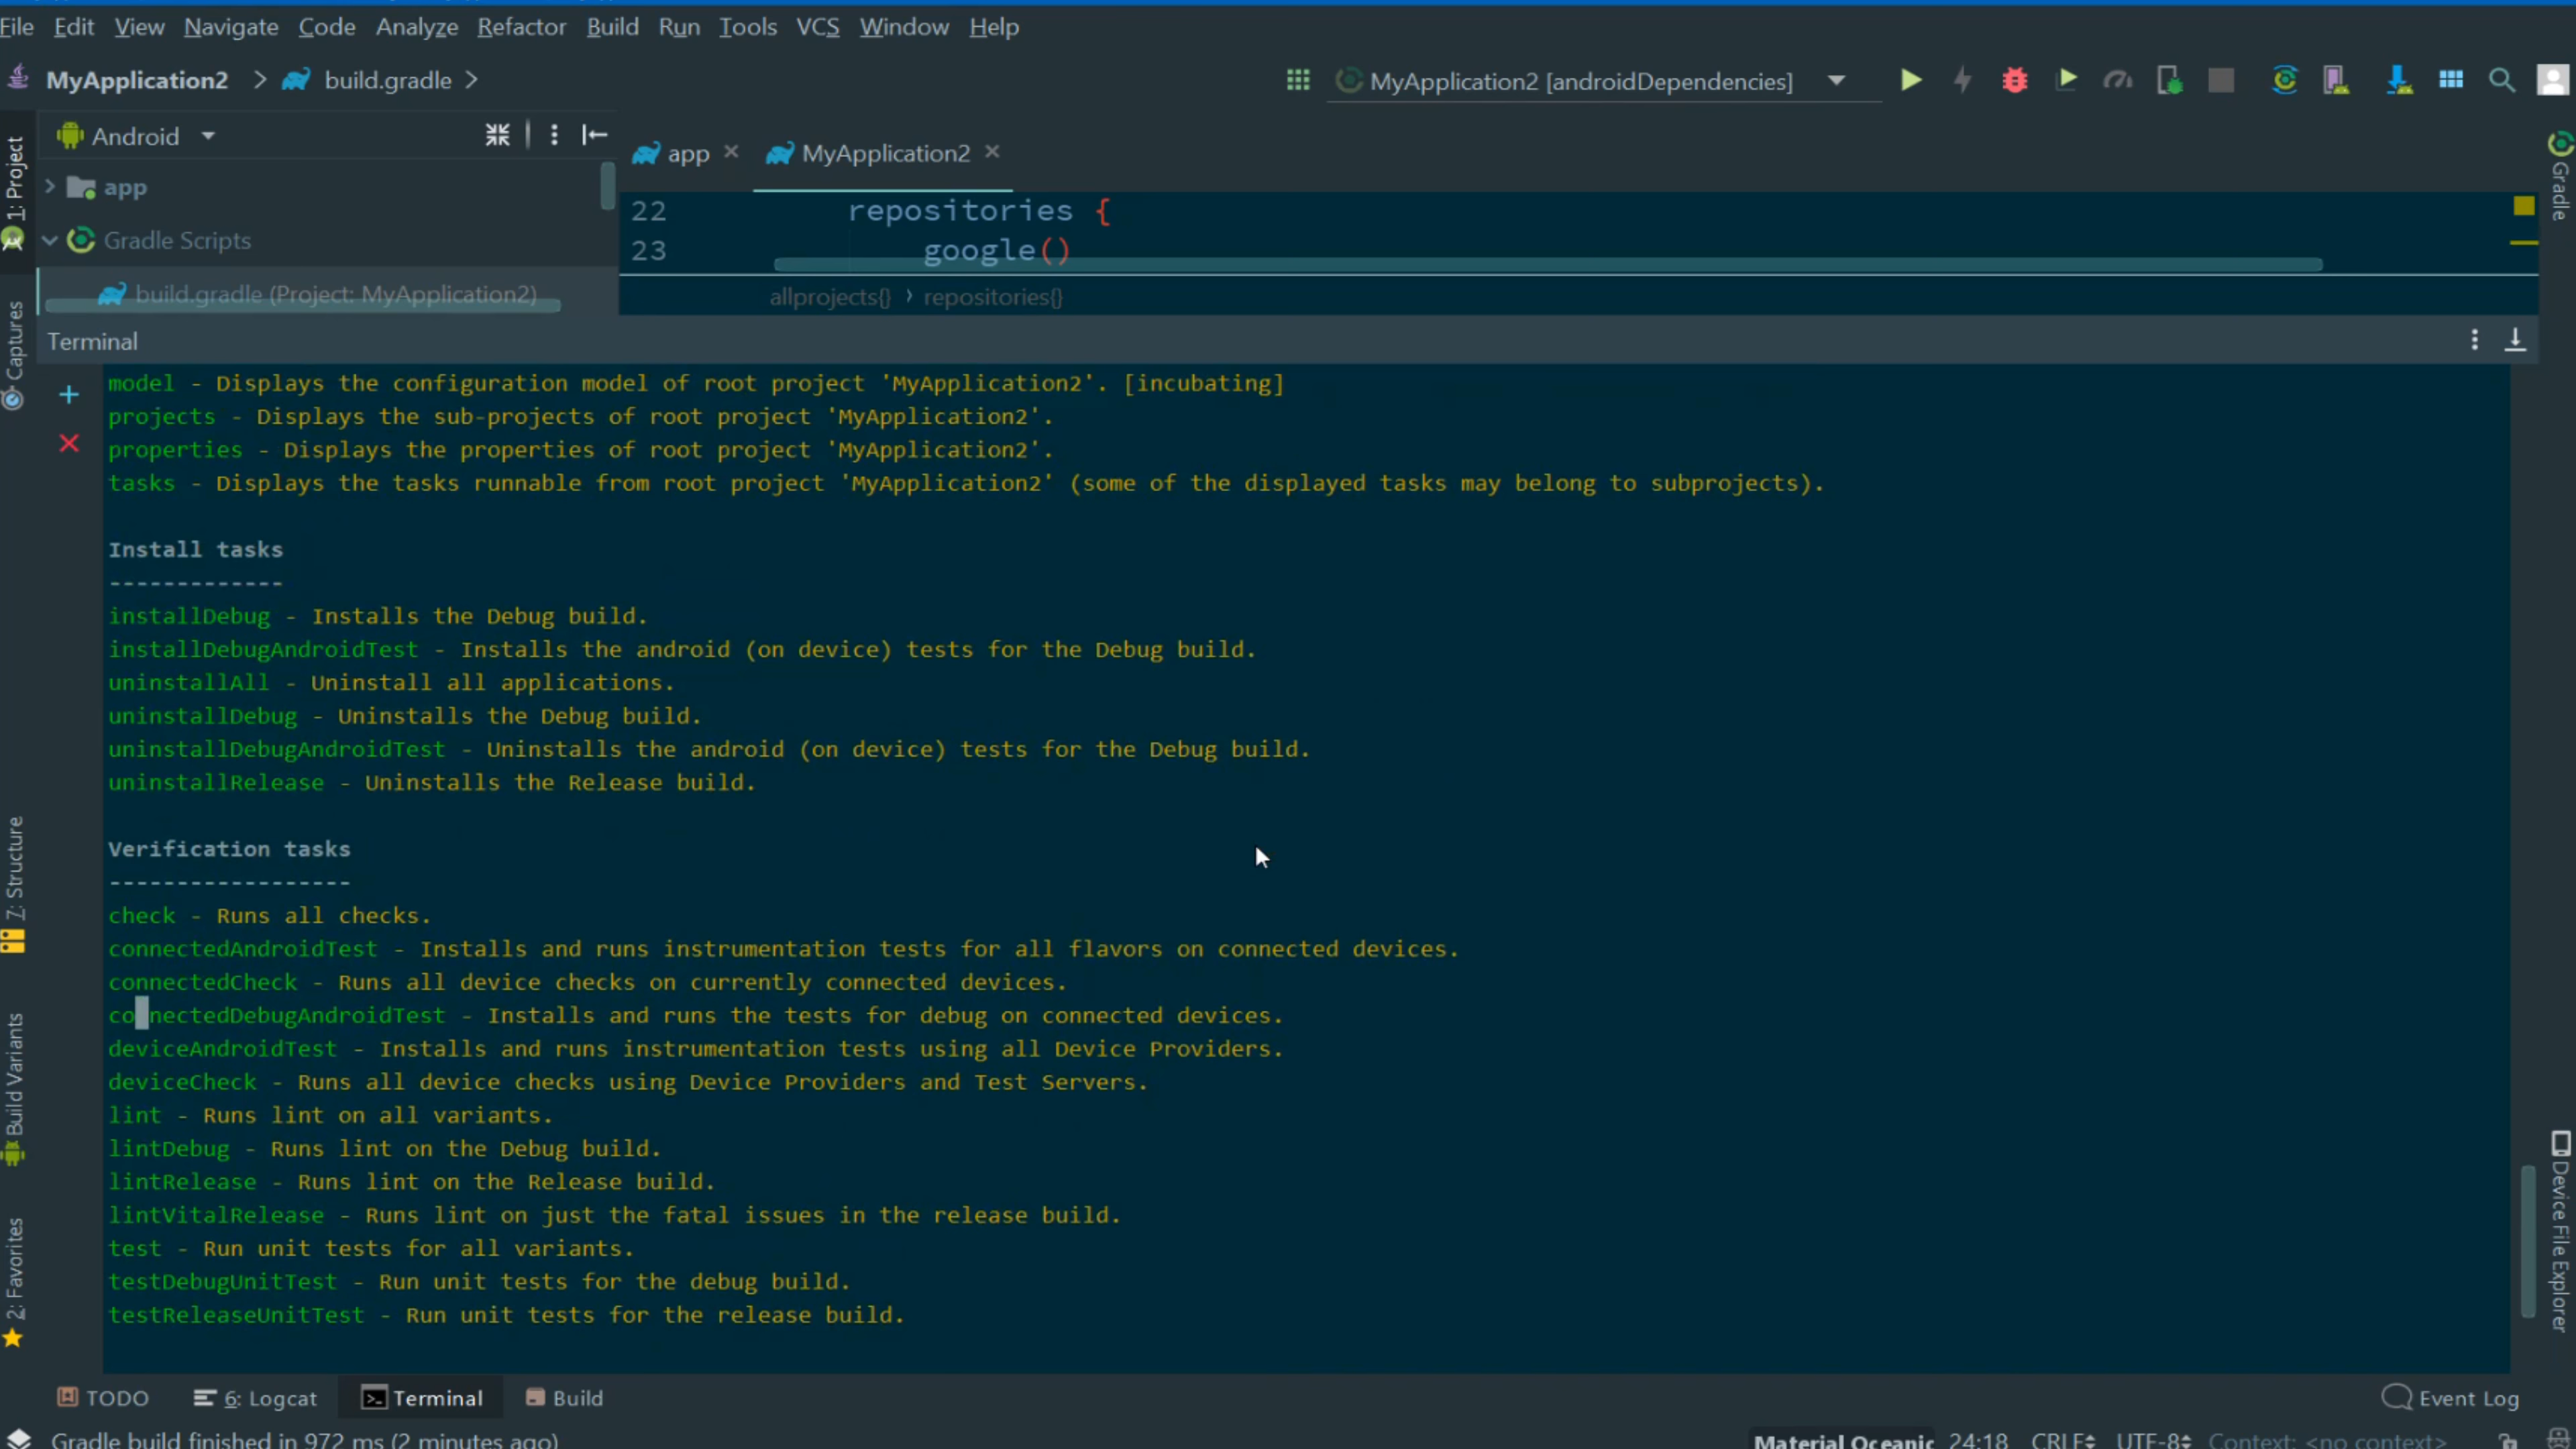 File Edit View Navigate Code Analyze Refactor Build Run Tools VCS Window Help
MyApplication2 > build.gradle >
MyApplication2 [androidDependencies]
Android
app
MyApplication2
1: Project
app
Gradle Scripts
build.gradle (Project: MyApplication2)
22 repositories {
23 google()
allprojects{} › repositories{}
Gradle
Captures
Terminal
model - Displays the configuration model of root project 'MyApplication2'. [incubating]
projects - Displays the sub-projects of root project 'MyApplication2'.
properties - Displays the properties of root project 'MyApplication2'.
tasks - Displays the tasks runnable from root project 'MyApplication2' (some of the displayed tasks may belong to subprojects).
Install tasks
-------------
installDebug - Installs the Debug build.
installDebugAndroidTest - Installs the android (on device) tests for the Debug build.
uninstallAll - Uninstall all applications.
uninstallDebug - Uninstalls the Debug build.
uninstallDebugAndroidTest - Uninstalls the android (on device) tests for the Debug build.
uninstallRelease - Uninstalls the Release build.
Verification tasks
------------------
check - Runs all checks.
connectedAndroidTest - Installs and runs instrumentation tests for all flavors on connected devices.
connectedCheck - Runs all device checks on currently connected devices.
connectedDebugAndroidTest - Installs and runs the tests for debug on connected devices.
deviceAndroidTest - Installs and runs instrumentation tests using all Device Providers.
deviceCheck - Runs all device checks using Device Providers and Test Servers.
lint - Runs lint on all variants.
lintDebug - Runs lint on the Debug build.
lintRelease - Runs lint on the Release build.
lintVitalRelease - Runs lint on just the fatal issues in the release build.
test - Run unit tests for all variants.
testDebugUnitTest - Run unit tests for the debug build.
testReleaseUnitTest - Run unit tests for the release build.
Z: Structure
Build Variants
2: Favorites
Device File Explorer
TODO 6: Logcat Terminal Build Event Log
Gradle build finished in 972 ms (2 minutes ago) Material Oceanic 24:18 CRLF UTF-8 Context: <no context>